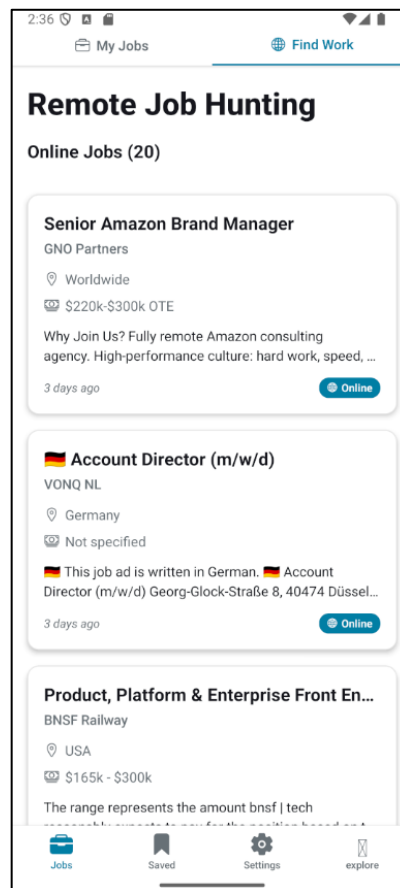 2:36
My Jobs
Find Work
Remote Job Hunting
Online Jobs (20)
Senior Amazon Brand Manager
GNO Partners
Worldwide
$220k-$300k OTE
Why Join Us? Fully remote Amazon consulting
agency. High-performance culture: hard work, speed, ...
3 days ago
Online
🇩🇪 Account Director (m/w/d)
VONQ NL
Germany
Not specified
🇩🇪 This job ad is written in German. 🇩🇪 Account
Director (m/w/d) Georg-Glock-Straße 8, 40474 Düssel...
3 days ago
Online
Product, Platform & Enterprise Front En...
BNSF Railway
USA
$165k - $300k
The range represents the amount bnsf | tech
Jobs
Saved
Settings
explore